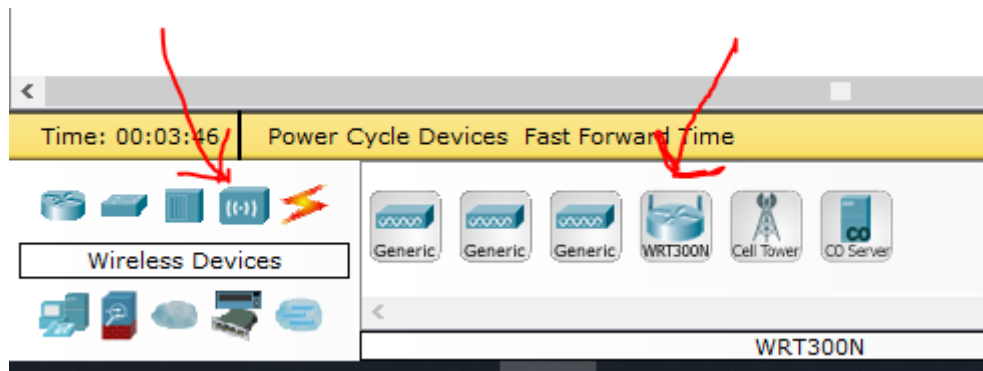 <
Time: 00:03:46 Power Cycle Devices Fast Forward Time
Wireless Devices
Generic Generic Generic WRT300N Cell Tower CO Server
CO
<
WRT300N